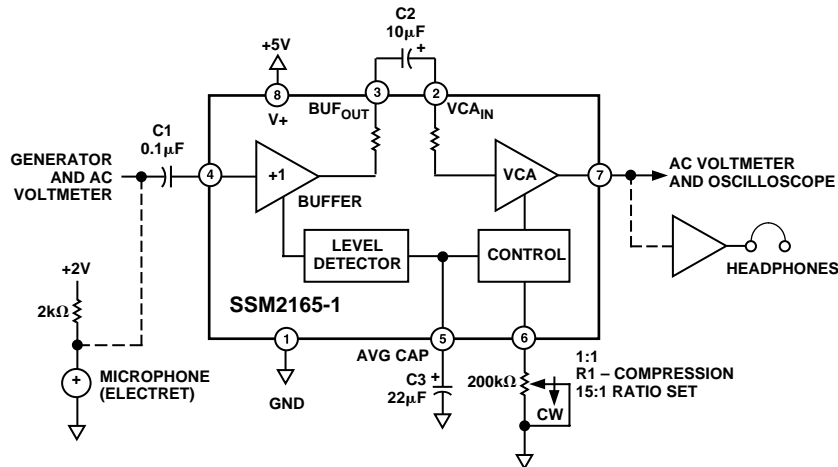 C2
10µF
+
+5V
8
3
2
V+
BUFOUT
VCAIN
C1
0.1µF
GENERATOR
AND AC
VOLTMETER
4
+1
BUFFER
VCA
7
AC VOLTMETER
AND OSCILLOSCOPE
LEVEL
DETECTOR
CONTROL
HEADPHONES
+2V
2kΩ
SSM2165-1
1
5
6
AVG CAP
GND
+
MICROPHONE
(ELECTRET)
C3
22µF
+
200kΩ
1:1
R1 – COMPRESSION
15:1 RATIO SET
CW